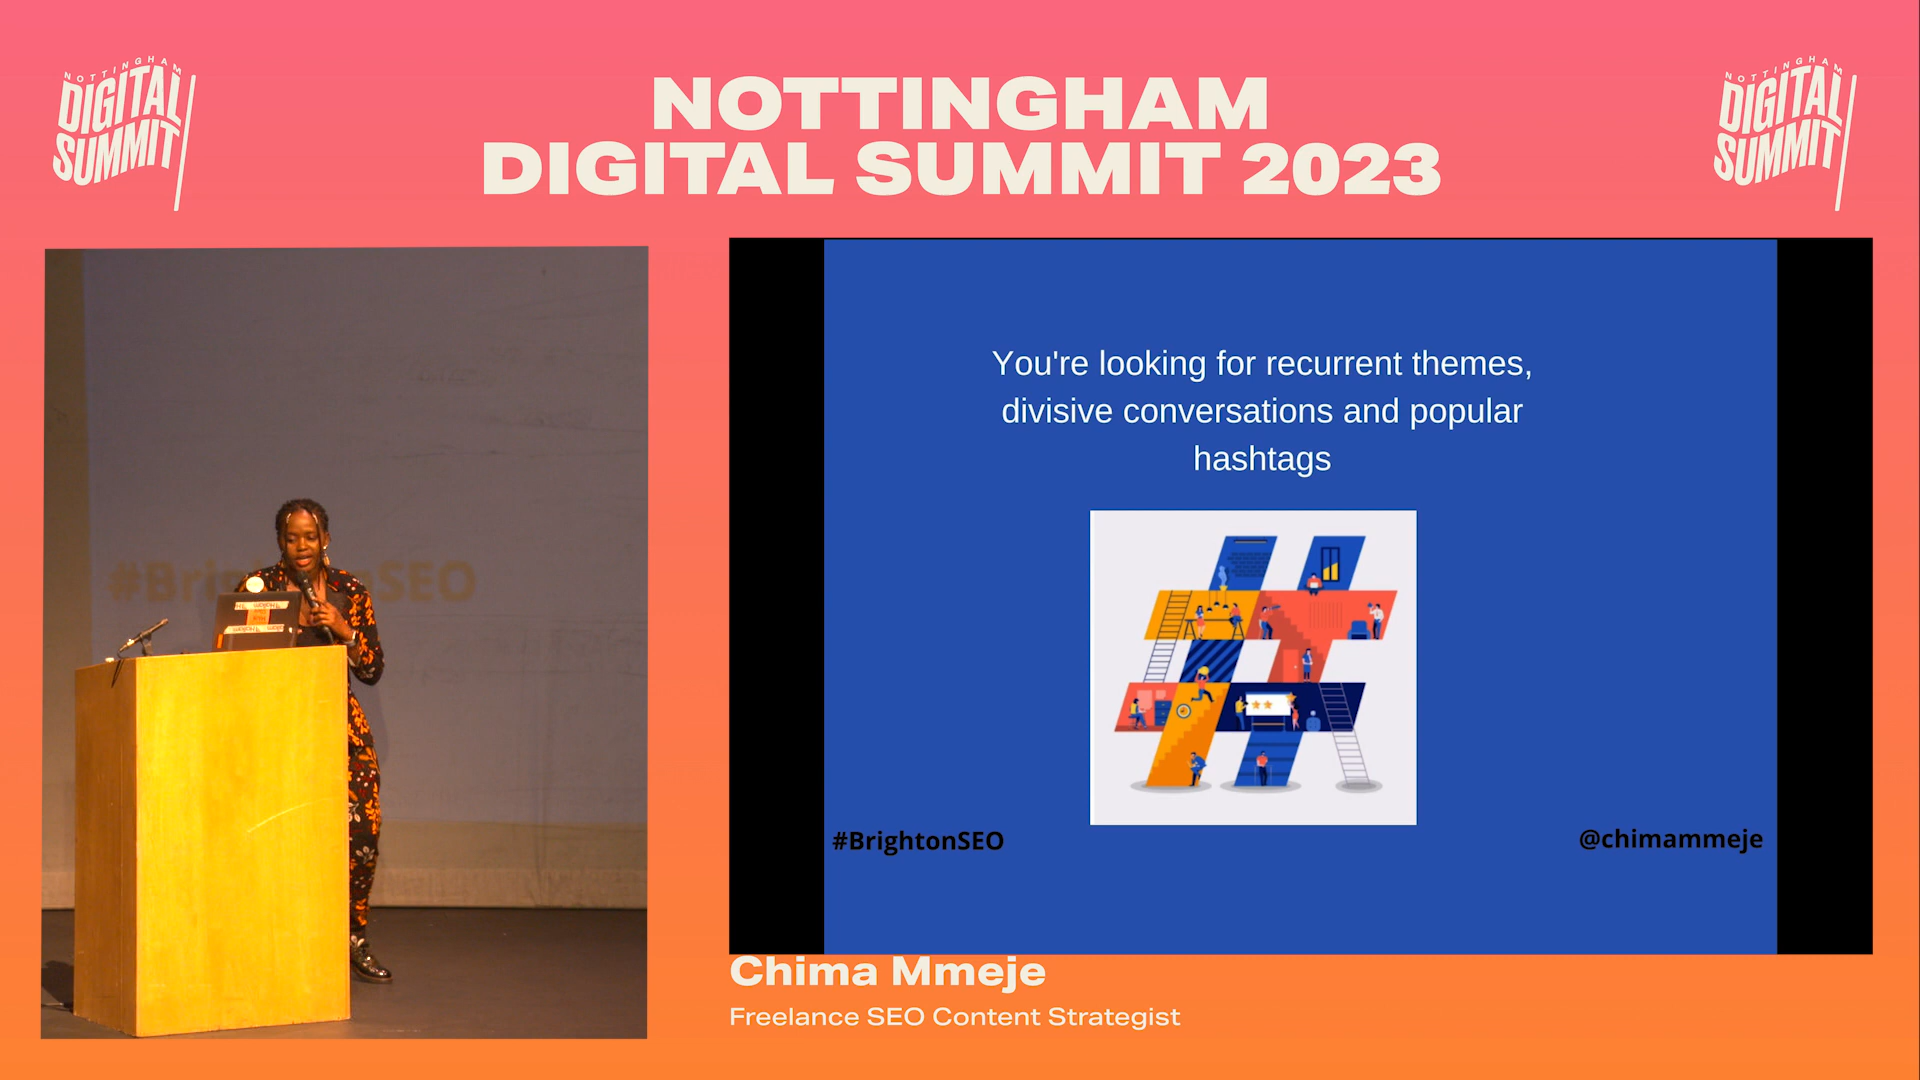 NOTTINGHAM
DIGITAL
SUMMIT
NOTTINGHAM
DIGITAL SUMMIT 2023
NOTTINGHAM
DIGITAL
SUMMIT
You're looking for recurrent themes,
divisive conversations and popular
hashtags
#BrightonSEO
@chimammeje
#BrightonSEO
Chima Mmeje
Freelance SEO Content Strategist